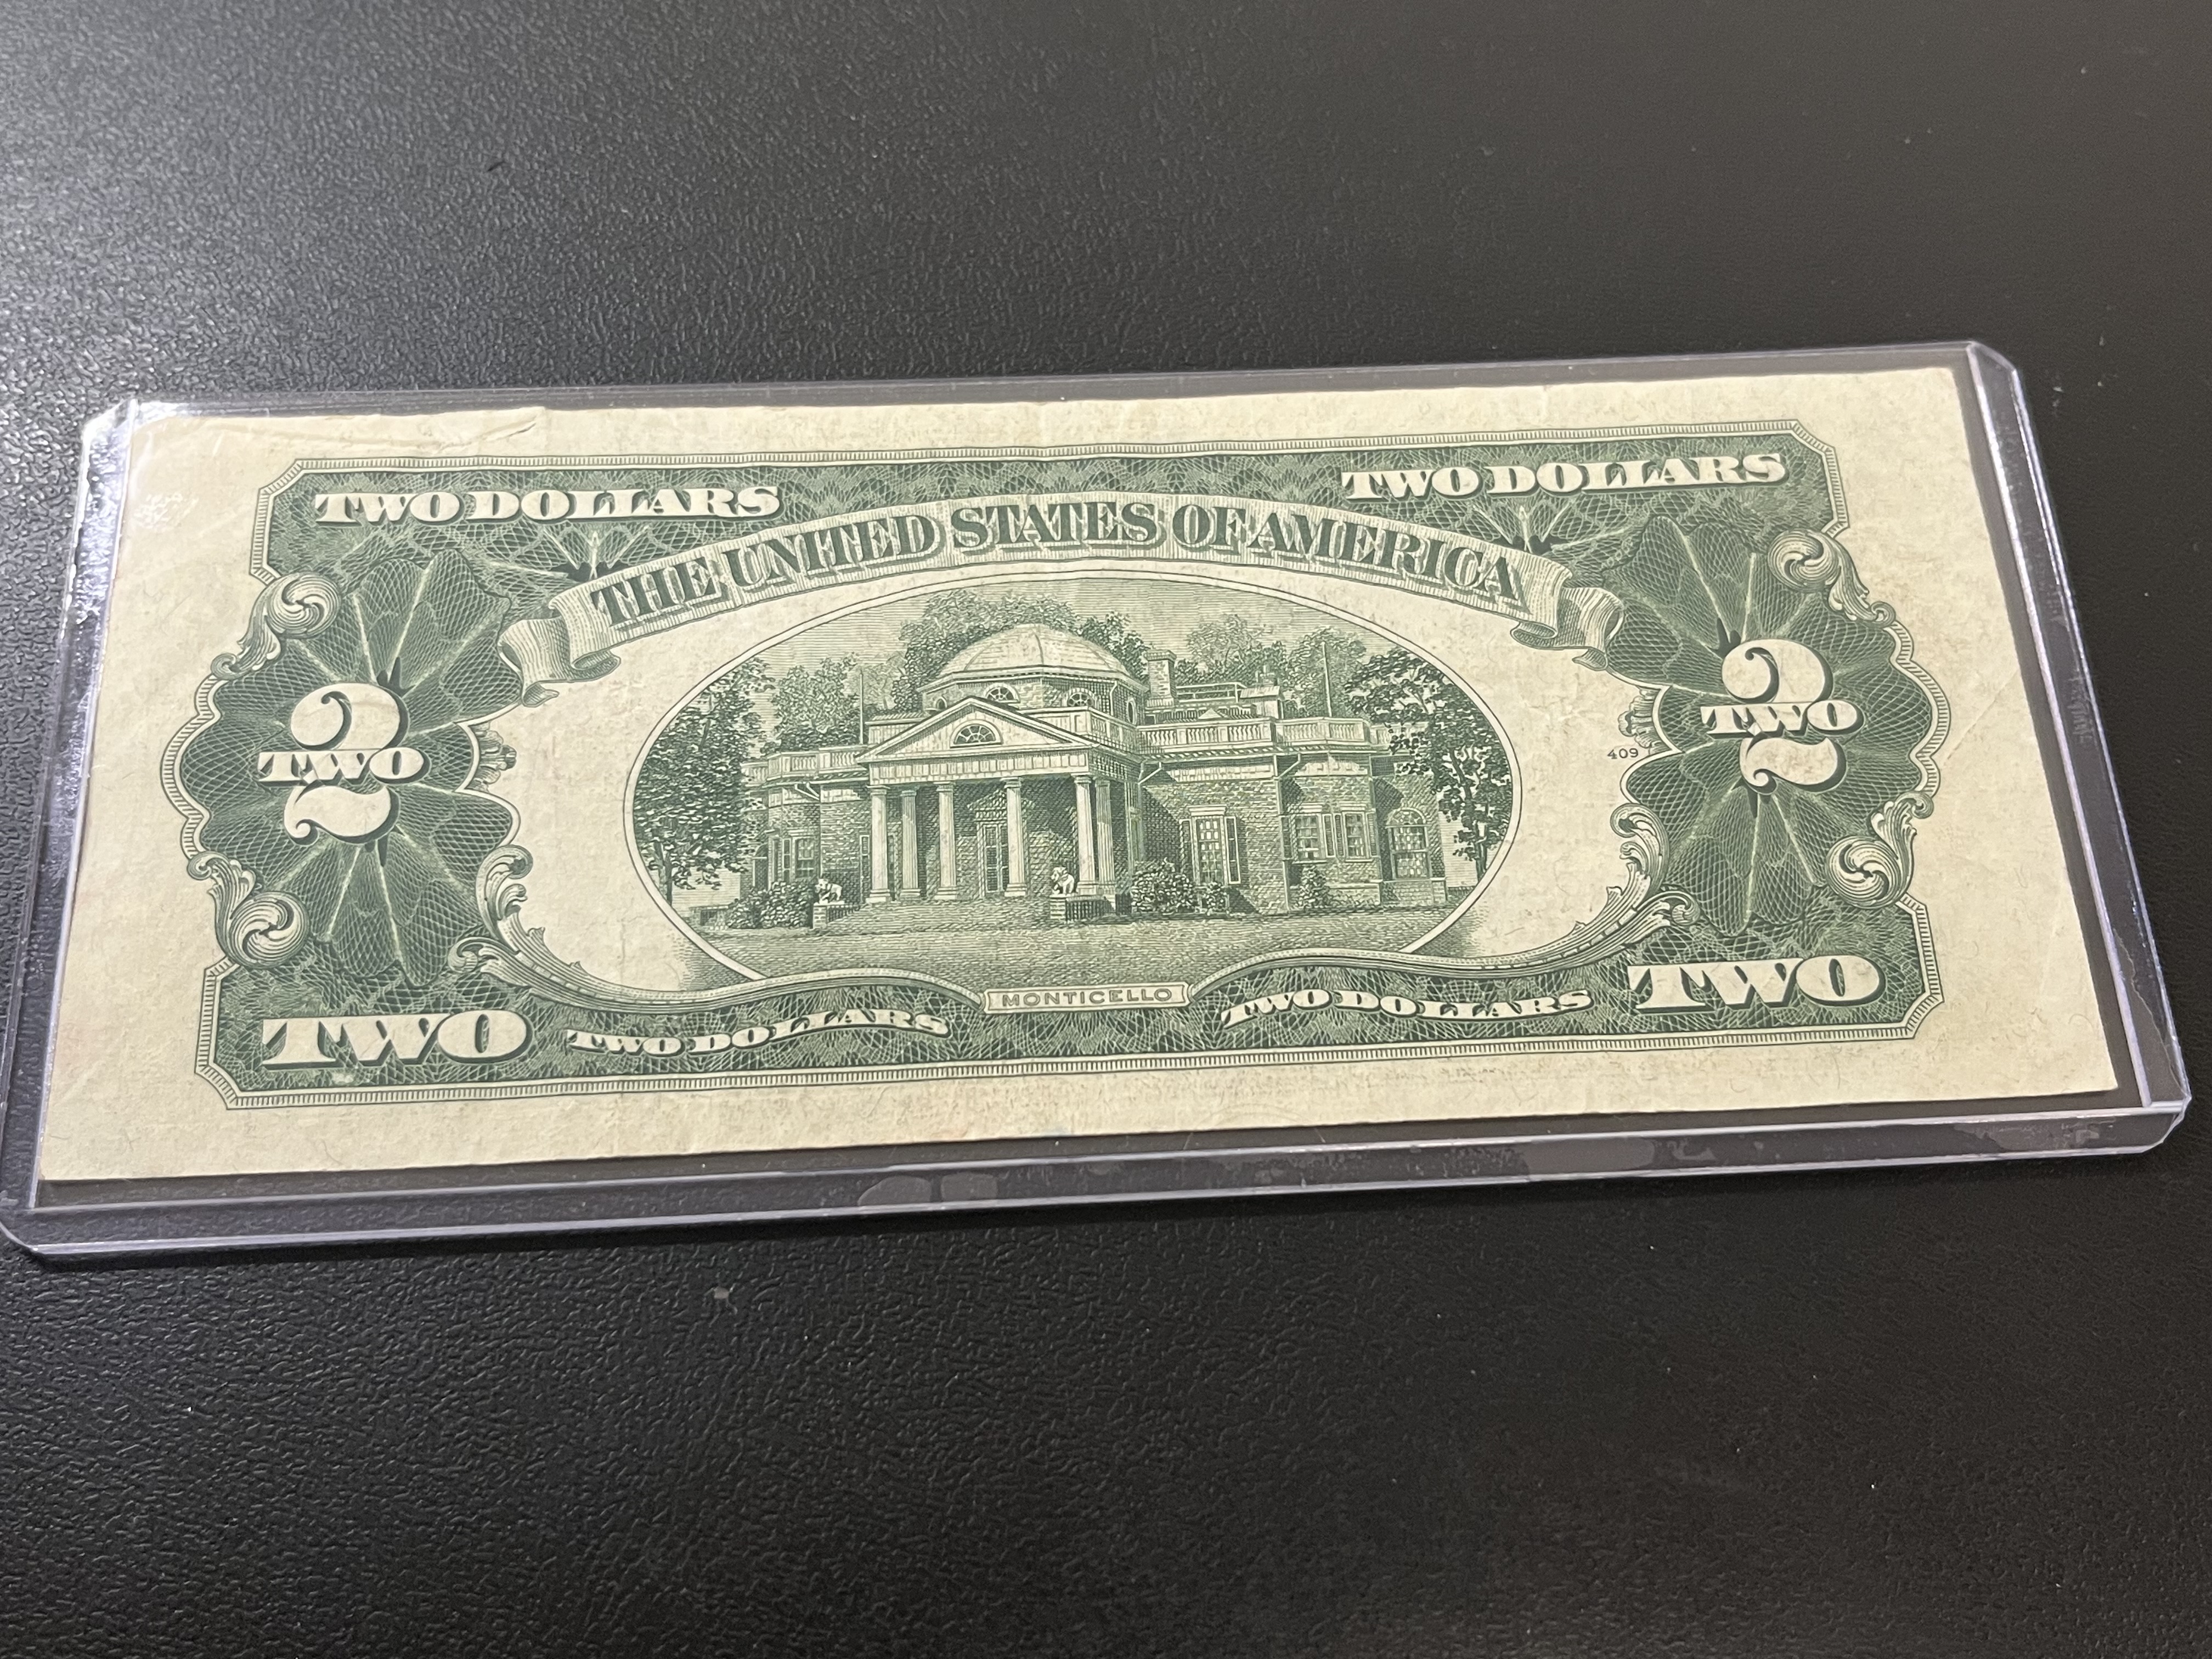 TWO DOLLARS
TWO DOLLARS
THE UNITED STATES OF AMERICA
2
TWO
2
TWO
409
MONTICELLO
TWO
TWO DOLLARS
TWO DOLLARS
TWO